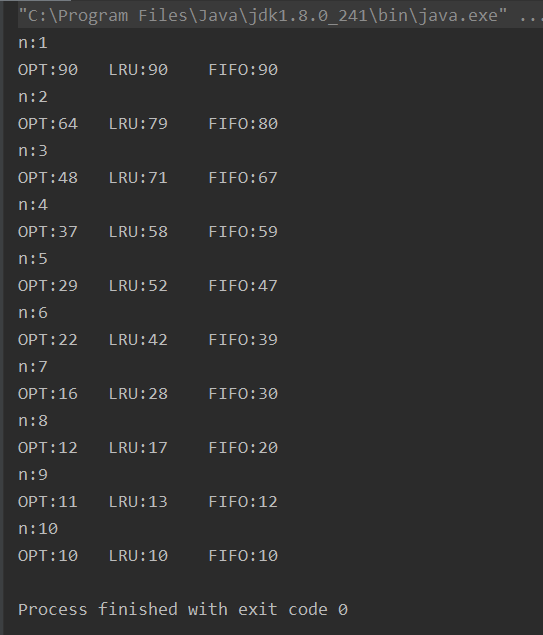 "C:\Program Files\Java\jdk1.8.0_241\bin\java.exe" ...
n:1
OPT:90   LRU:90    FIFO:90
n:2
OPT:64   LRU:79    FIFO:80
n:3
OPT:48   LRU:71    FIFO:67
n:4
OPT:37   LRU:58    FIFO:59
n:5
OPT:29   LRU:52    FIFO:47
n:6
OPT:22   LRU:42    FIFO:39
n:7
OPT:16   LRU:28    FIFO:30
n:8
OPT:12   LRU:17    FIFO:20
n:9
OPT:11   LRU:13    FIFO:12
n:10
OPT:10   LRU:10    FIFO:10
Process finished with exit code 0